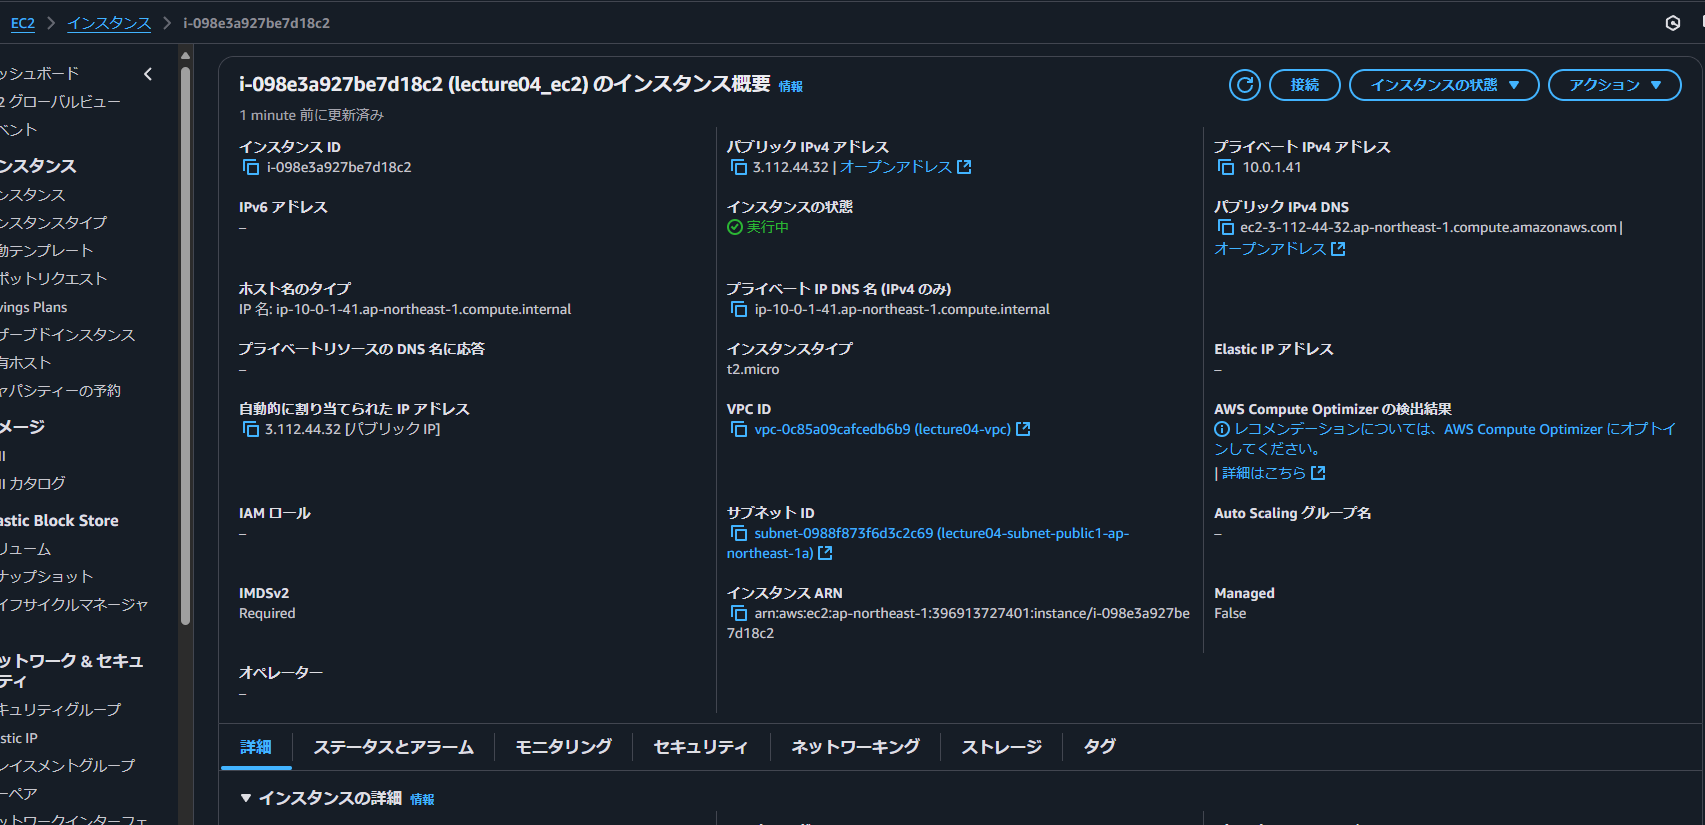 EC2 > インスタンス > i-098e3a927be7d18c2
ッシュボード
2 グローバルビュー
ベント
ンスタンス
ンスタンス
ンスタンスタイプ
動テンプレート
ポットリクエスト
vings Plans
ザーブドインスタンス
有ホスト
ャパシティーの予約
メージ
II カタログ
astic Block Store
リューム
ナップショット
イフサイクルマネージャ
ットワーク & セキュ
ティ
キュリティグループ
stic IP
レイスメントグループ
ーペア
ットワークインターフェ
i-098e3a927be7d18c2 (lecture04_ec2) のインスタンス概要 情報
接続
インスタンスの状態 ▼
アクション ▼
1 minute 前に更新済み
インスタンス ID
i-098e3a927be7d18c2
パブリック IPv4 アドレス
3.112.44.32 | オープンアドレス
プライベート IPv4 アドレス
10.0.1.41
IPv6 アドレス
–
インスタンスの状態
実行中
パブリック IPv4 DNS
ec2-3-112-44-32.ap-northeast-1.compute.amazonaws.com |
オープンアドレス
ホスト名のタイプ
IP 名: ip-10-0-1-41.ap-northeast-1.compute.internal
プライベート IP DNS 名 (IPv4 のみ)
ip-10-0-1-41.ap-northeast-1.compute.internal
プライベートリソースの DNS 名に応答
–
インスタンスタイプ
t2.micro
Elastic IP アドレス
–
自動的に割り当てられた IP アドレス
3.112.44.32 [パブリック IP]
VPC ID
vpc-0c85a09cafcedb6b9 (lecture04-vpc)
AWS Compute Optimizer の検出結果
レコメンデーションについては、AWS Compute Optimizer にオプトイ
ンしてください。
| 詳細はこちら
IAM ロール
–
サブネット ID
subnet-0988f873f6d3c2c69 (lecture04-subnet-public1-ap-
northeast-1a)
Auto Scaling グループ名
–
IMDSv2
Required
インスタンス ARN
arn:aws:ec2:ap-northeast-1:396913727401:instance/i-098e3a927be
7d18c2
Managed
False
オペレーター
–
詳細
ステータスとアラーム
モニタリング
セキュリティ
ネットワーキング
ストレージ
タグ
▼ インスタンスの詳細 情報